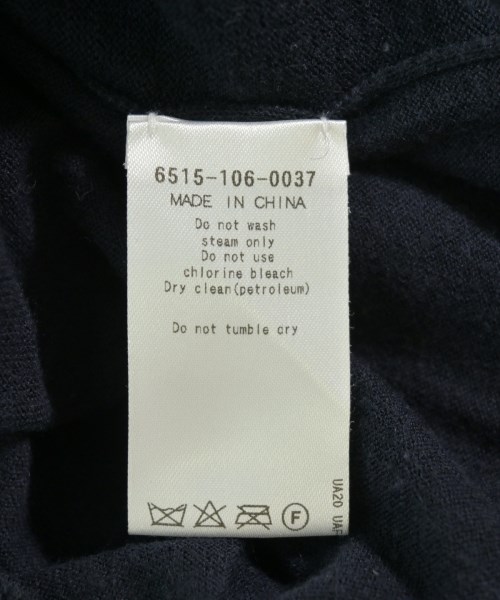 6515-106-0037
MADE IN CHINA
Do not wash
steam only
Do not use
chlorine bleach
Dry clean(petroleum)
Do not tumble dry
F
UA20 UAF